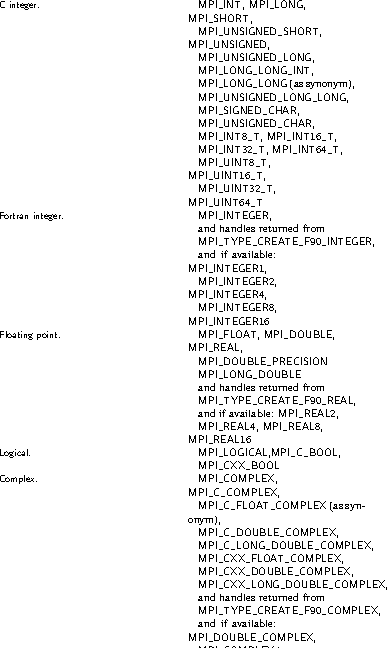 C integer. MPI_INT, MPI_LONG,
MPI_SHORT,
MPI_UNSIGNED_SHORT,
MPI_UNSIGNED,
MPI_UNSIGNED_LONG,
MPI_LONG_LONG_INT,
MPI_LONG_LONG (as synonym),
MPI_UNSIGNED_LONG_LONG,
MPI_SIGNED_CHAR,
MPI_UNSIGNED_CHAR,
MPI_INT8_T, MPI_INT16_T,
MPI_INT32_T, MPI_INT64_T,
MPI_UINT8_T,
MPI_UINT16_T,
MPI_UINT32_T,
MPI_UINT64_T
Fortran integer. MPI_INTEGER,
and handles returned from
MPI_TYPE_CREATE_F90_INTEGER,
and if available:
MPI_INTEGER1,
MPI_INTEGER2,
MPI_INTEGER4,
MPI_INTEGER8,
MPI_INTEGER16
Floating point. MPI_FLOAT, MPI_DOUBLE,
MPI_REAL,
MPI_DOUBLE_PRECISION
MPI_LONG_DOUBLE
and handles returned from
MPI_TYPE_CREATE_F90_REAL,
and if available: MPI_REAL2,
MPI_REAL4, MPI_REAL8,
MPI_REAL16
Logical. MPI_LOGICAL,MPI_C_BOOL,
MPI_CXX_BOOL
Complex. MPI_COMPLEX,
MPI_C_COMPLEX,
MPI_C_FLOAT_COMPLEX (as syn-
onym),
MPI_C_DOUBLE_COMPLEX,
MPI_C_LONG_DOUBLE_COMPLEX,
MPI_CXX_FLOAT_COMPLEX,
MPI_CXX_DOUBLE_COMPLEX,
MPI_CXX_LONG_DOUBLE_COMPLEX,
and handles returned from
MPI_TYPE_CREATE_F90_COMPLEX,
and if available:
MPI_DOUBLE_COMPLEX,